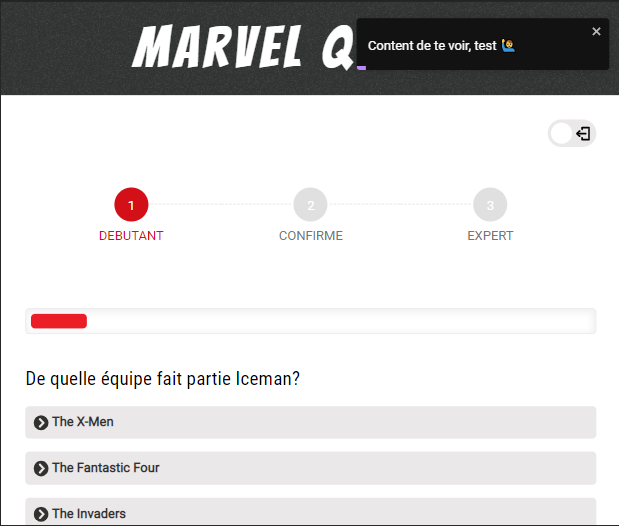 MARVEL Q
Content de te voir, test 🙋‍♂️
×
1
2
3
DEBUTANT
CONFIRME
EXPERT
De quelle équipe fait partie Iceman?
The X-Men
The Fantastic Four
The Invaders